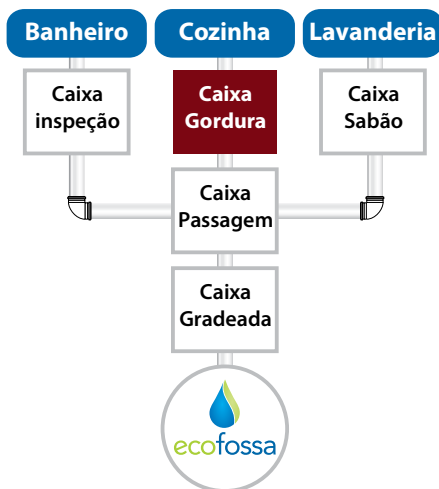 Banheiro
Cozinha
Lavanderia
Caixa
inspeção
Caixa
Gordura
Caixa
Sabão
Caixa
Passagem
Caixa
Gradeada
ecofossa